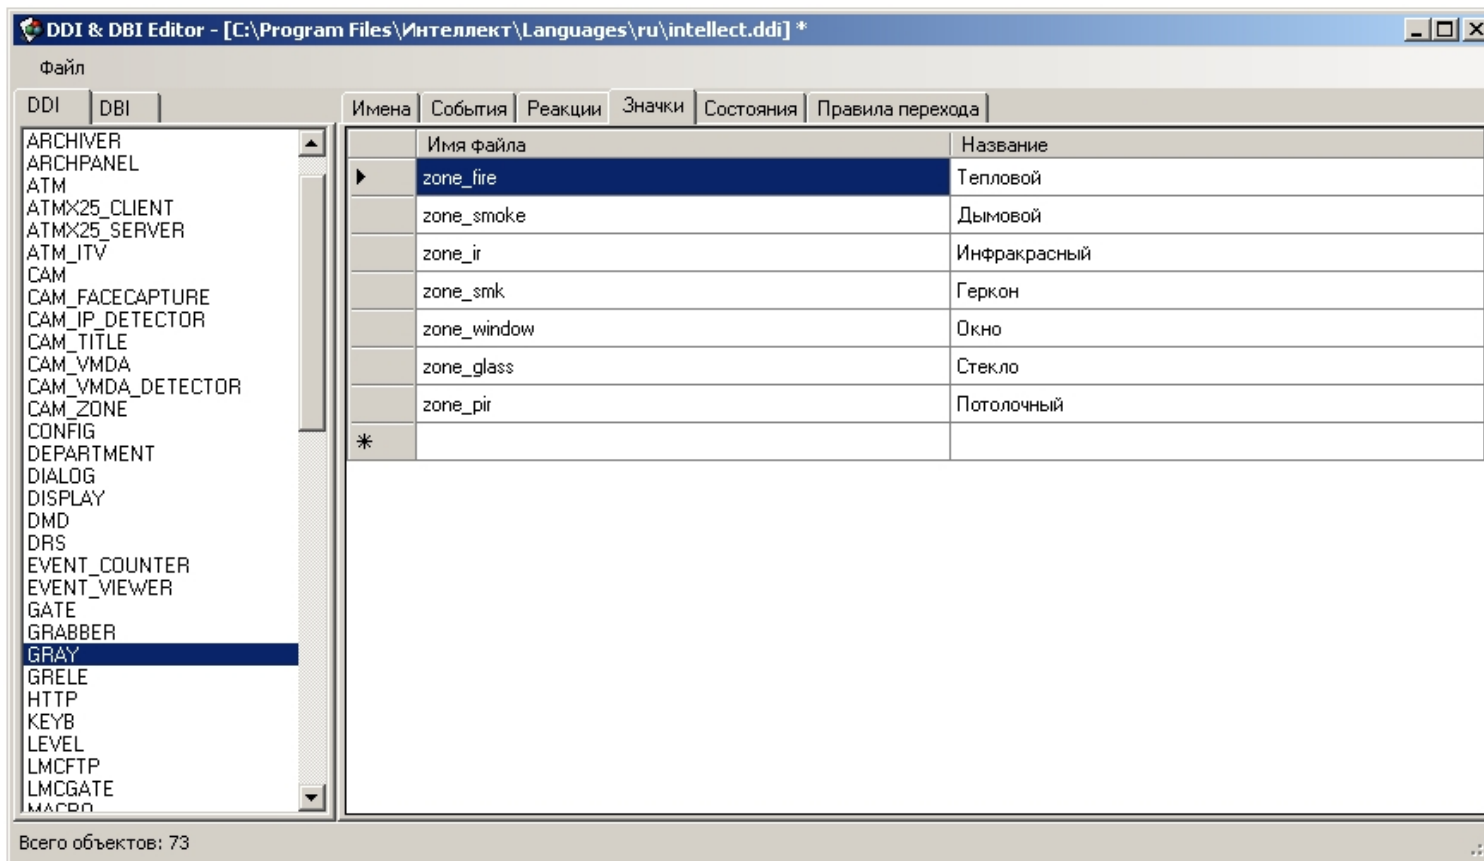 DDI & DBI Editor - [C:\Program Files\Интеллект\Languages\ru\intellect.ddi] *
Файл
DDI DBI
ARCHIVER
ARCHPANEL
ATM
ATMX25_CLIENT
ATMX25_SERVER
ATM_ITV
CAM
CAM_FACECAPTURE
CAM_IP_DETECTOR
CAM_TITLE
CAM_VMDA
CAM_VMDA_DETECTOR
CAM_ZONE
CONFIG
DEPARTMENT
DIALOG
DISPLAY
DMD
DRS
EVENT_COUNTER
EVENT_VIEWER
GATE
GRABBER
GRAY
GRELE
HTTP
KEYB
LEVEL
LMCFTP
LMCGATE
MACRO
Имена События Реакции Значки Состояния Правила перехода
Имя файла Название
zone_fire Тепловой
zone_smoke Дымовой
zone_ir Инфракрасный
zone_smk Геркон
zone_window Окно
zone_glass Стекло
zone_pir Потолочный
Всего объектов: 73